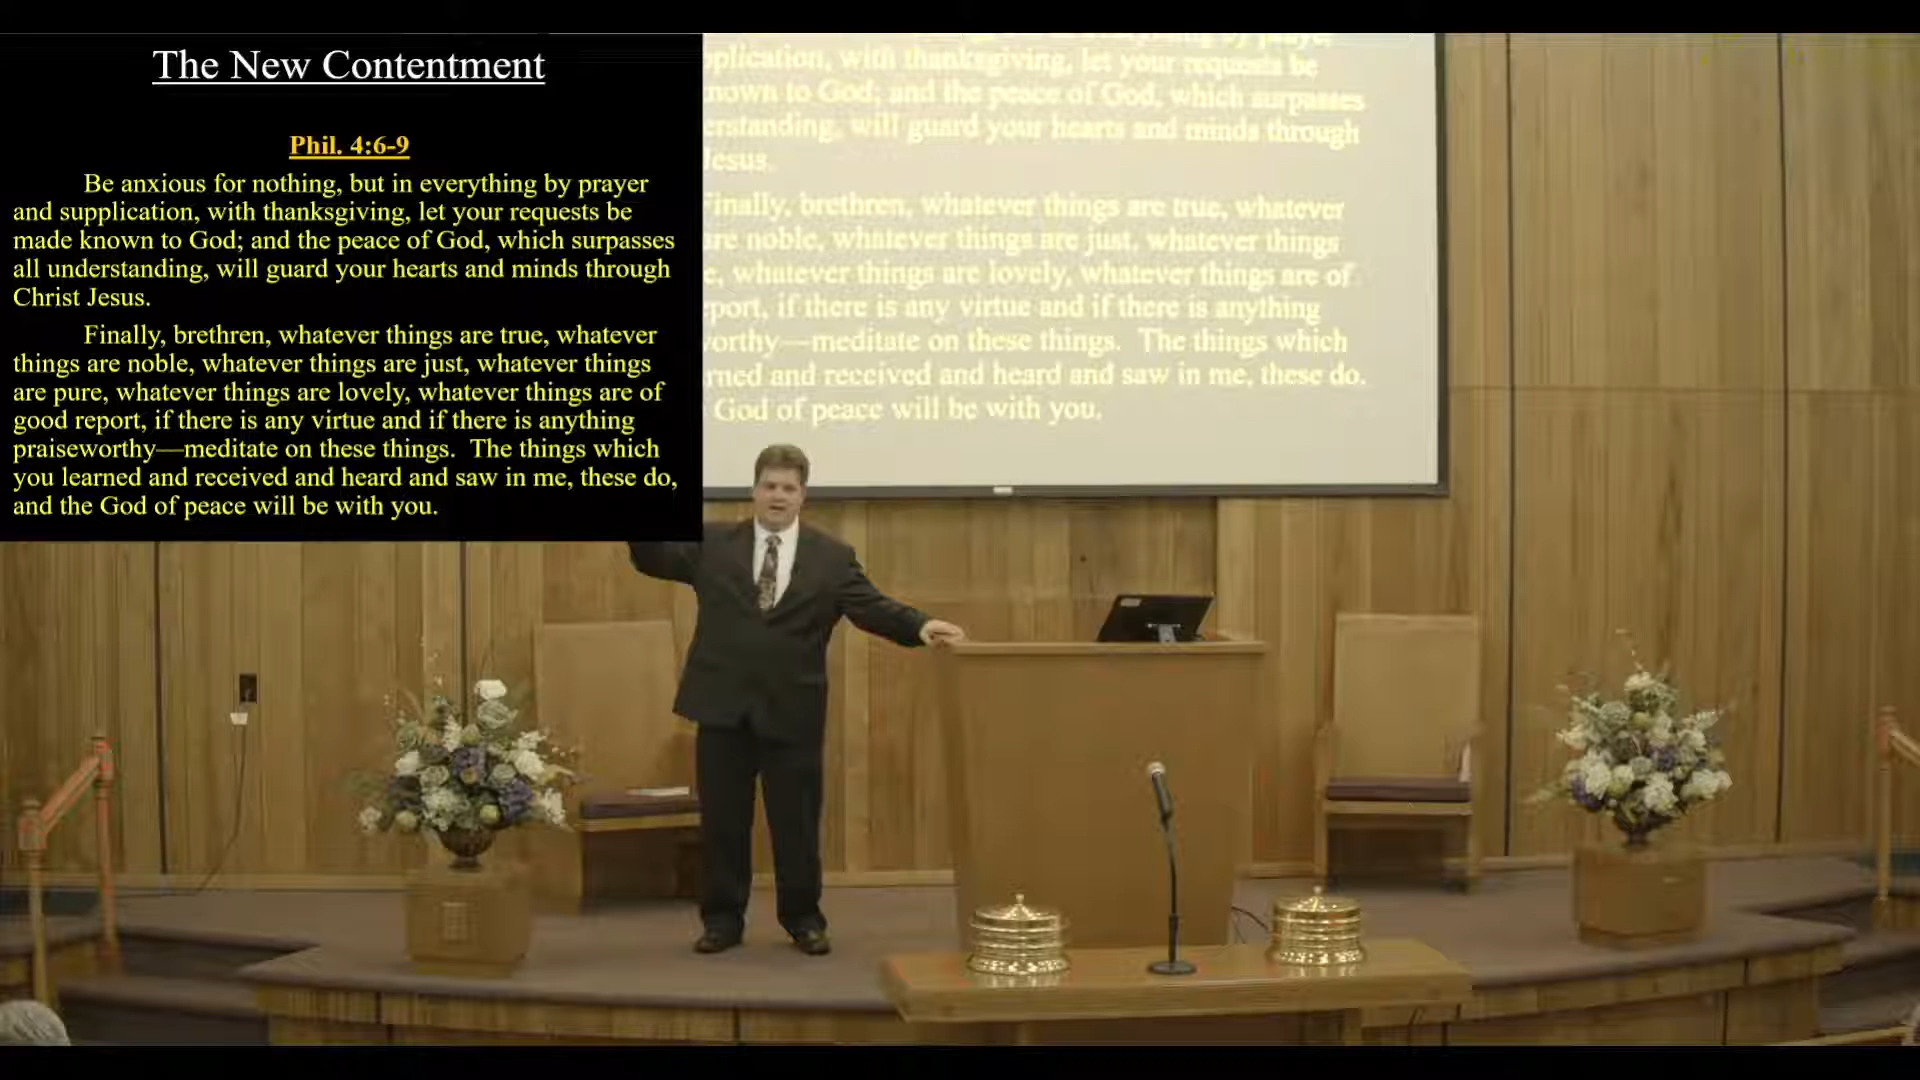 The New Contentment
Phil. 4:6-9
Be anxious for nothing, but in everything by prayer
and supplication, with thanksgiving, let your requests be
made known to God; and the peace of God, which surpasses
all understanding, will guard your hearts and minds through
Christ Jesus.
Finally, brethren, whatever things are true, whatever
things are noble, whatever things are just, whatever things
are pure, whatever things are lovely, whatever things are of
good report, if there is any virtue and if there is anything
praiseworthy—meditate on these things. The things which
you learned and received and heard and saw in me, these do,
and the God of peace will be with you.
plication, with thanksgiving, let your requests be
nown to God; and the peace of God, which surpasses
erstanding, will guard your hearts and minds through
Jesus.
Finally, brethren, whatever things are true, whatever
are noble, whatever things are just, whatever things
e, whatever things are lovely, whatever things are of
port, if there is any virtue and if there is anything
worthy—meditate on these things. The things which
rned and received and heard and saw in me, these do.
God of peace will be with you.